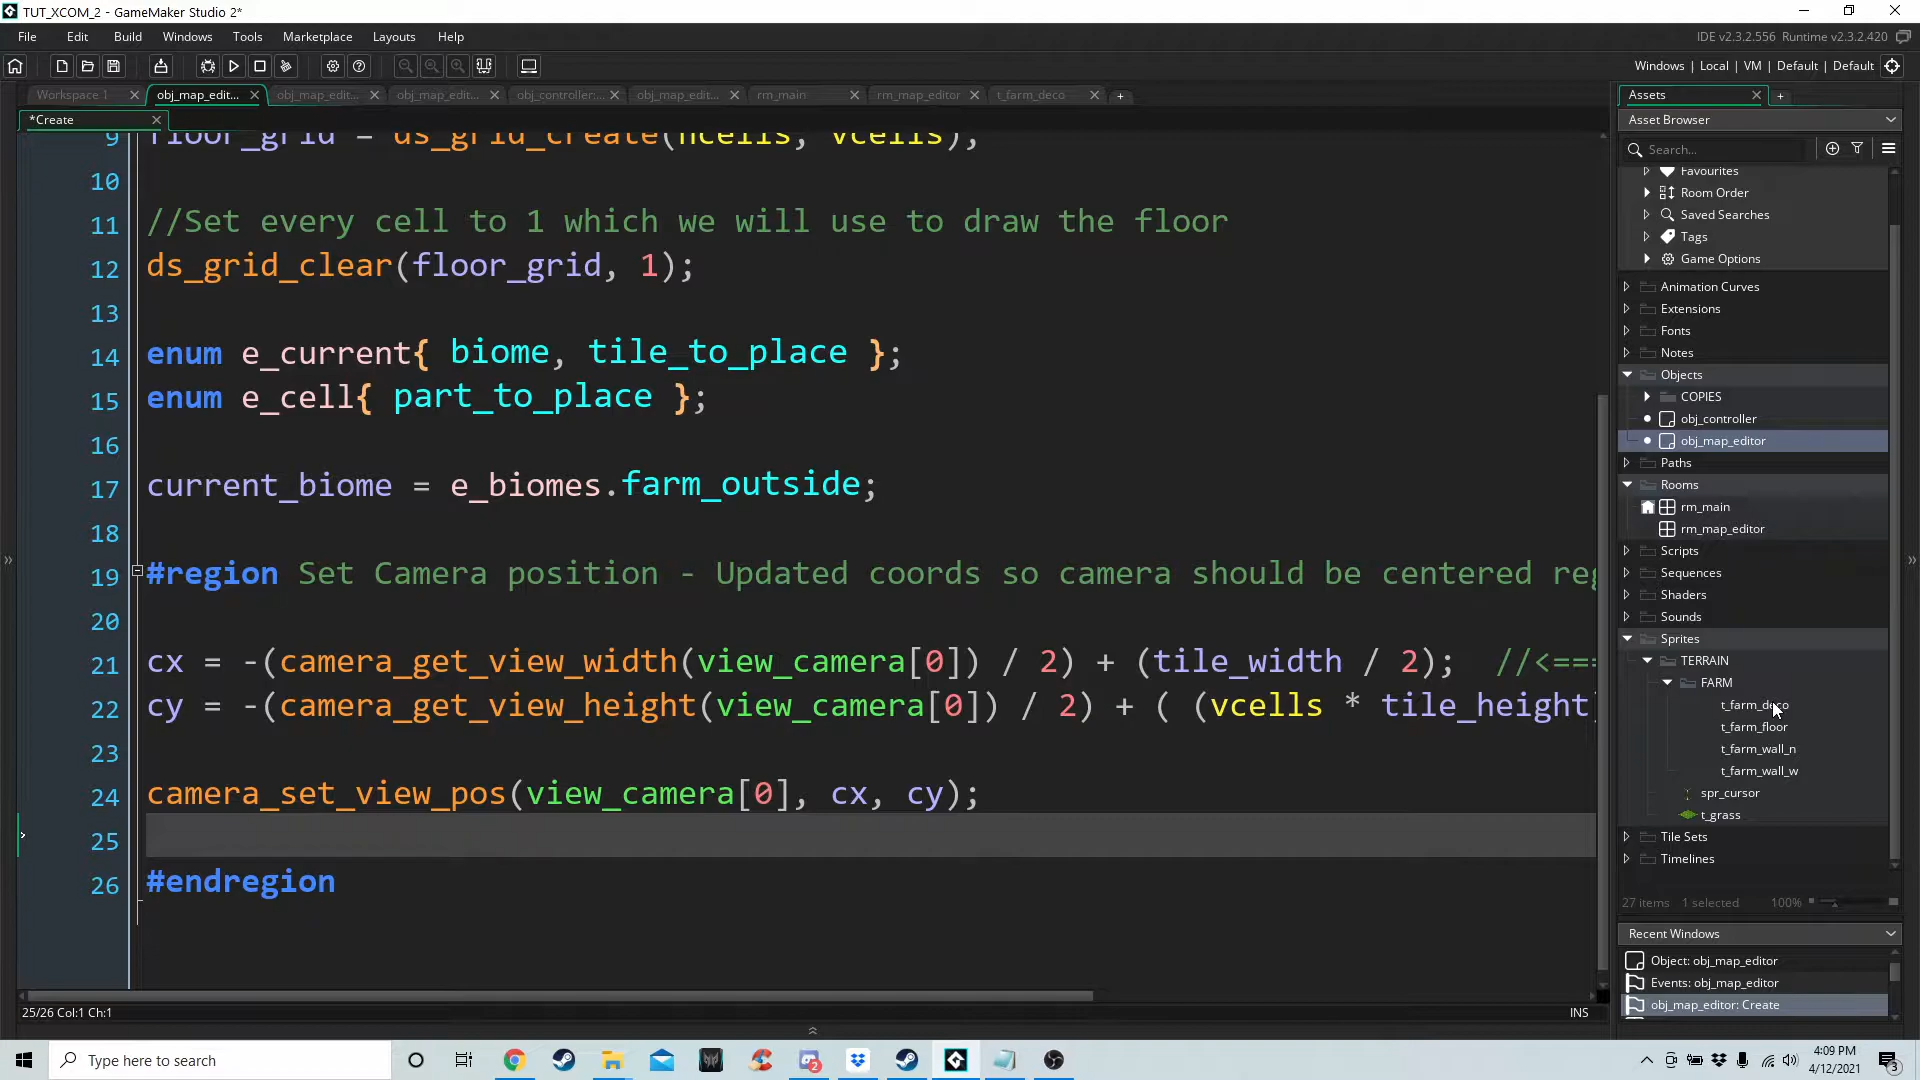 TUT_XCOM_2 - GameMaker Studio 2*
File Edit Build Windows Tools Marketplace Layouts Help
IDE v2.3.2.556 Runtime v2.3.2.420
Windows | Local | VM | Default | Default
Workspace 1 obj_map_edit... obj_map_edit... obj_map_edit... obj_controller:... obj_map_edit... rm_main rm_map_editor t_farm_deco
*Create
9 floor_grid = ds_grid_create(hcells, vcells);
10
11 //Set every cell to 1 which we will use to draw the floor
12 ds_grid_clear(floor_grid, 1);
13
14 enum e_current{ biome, tile_to_place };
15 enum e_cell{ part_to_place };
16
17 current_biome = e_biomes.farm_outside;
18
19 #region Set Camera position - Updated coords so camera should be centered reg
20
21 cx = -(camera_get_view_width(view_camera[0]) / 2) + (tile_width / 2); //<===
22 cy = -(camera_get_view_height(view_camera[0]) / 2) + ( (vcells * tile_height)
23
24 camera_set_view_pos(view_camera[0], cx, cy);
25
26 #endregion
25/26 Col:1 Ch:1
INS
Assets
Asset Browser
Search...
Favourites
Room Order
Saved Searches
Tags
Game Options
Animation Curves
Extensions
Fonts
Notes
Objects
COPIES
obj_controller
obj_map_editor
Paths
Rooms
rm_main
rm_map_editor
Scripts
Sequences
Shaders
Sounds
Sprites
TERRAIN
FARM
t_farm_deco
t_farm_floor
t_farm_wall_n
t_farm_wall_w
spr_cursor
t_grass
Tile Sets
Timelines
27 items 1 selected 100%
Recent Windows
Object: obj_map_editor
Events: obj_map_editor
obj_map_editor: Create
Type here to search
2
4:09 PM
4/12/2021
3